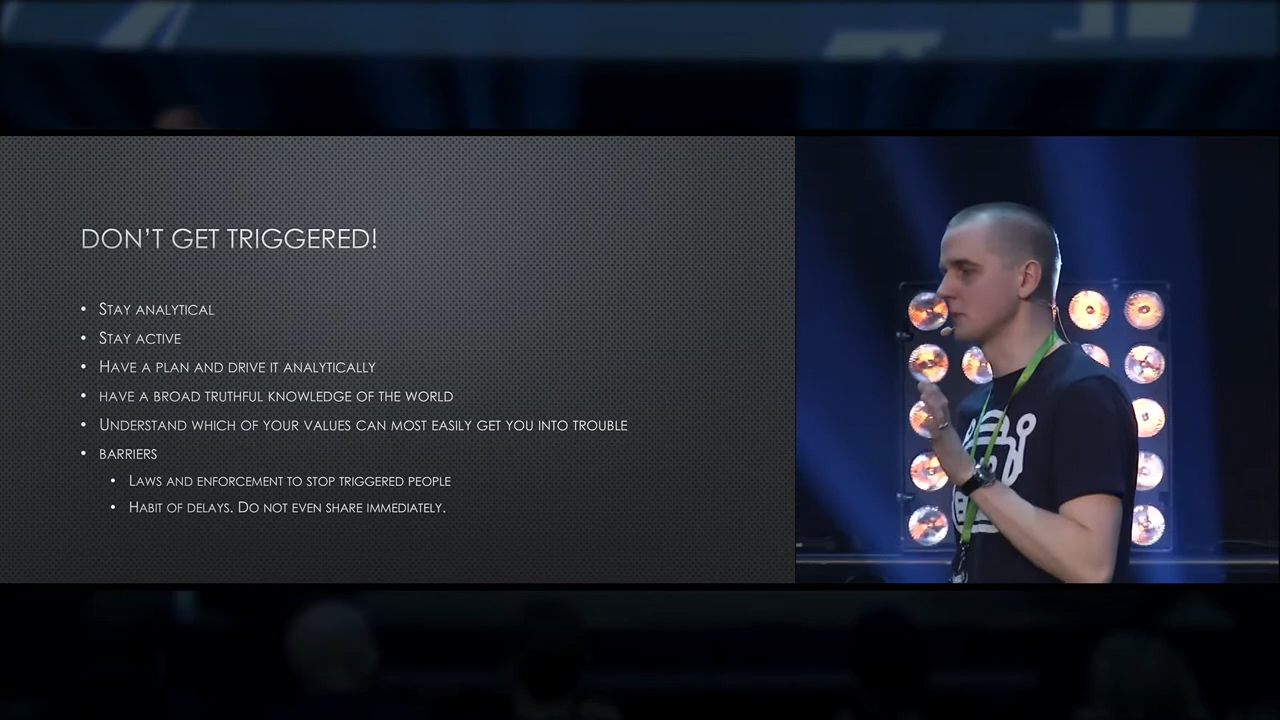 DON'T GET TRIGGERED!
• STAY ANALYTICAL
• STAY ACTIVE
• HAVE A PLAN AND DRIVE IT ANALYTICALLY
• HAVE A BROAD TRUTHFUL KNOWLEDGE OF THE WORLD
• UNDERSTAND WHICH OF YOUR VALUES CAN MOST EASILY GET YOU INTO TROUBLE
• BARRIERS
• LAWS AND ENFORCEMENT TO STOP TRIGGERED PEOPLE
• HABIT OF DELAYS. DO NOT EVEN SHARE IMMEDIATELY.